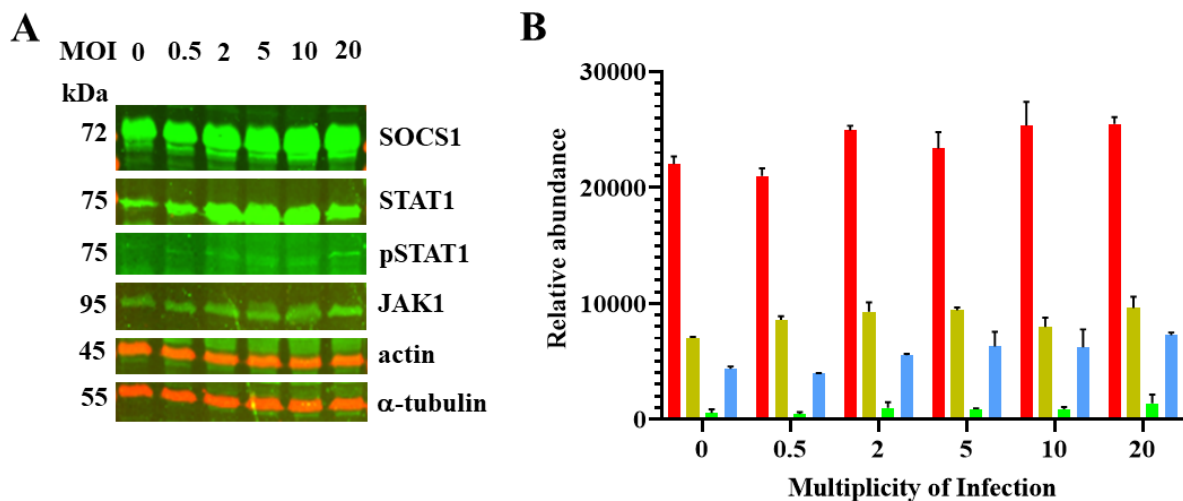 A
MOI 0 0.5 2 5 10 20
kDa
72 SOCS1
75 STAT1
75 pSTAT1
95 JAK1
45 actin
55 α-tubulin
B
30000
20000
10000
0
Relative abundance
0 0.5 2 5 10 20
Multiplicity of Infection